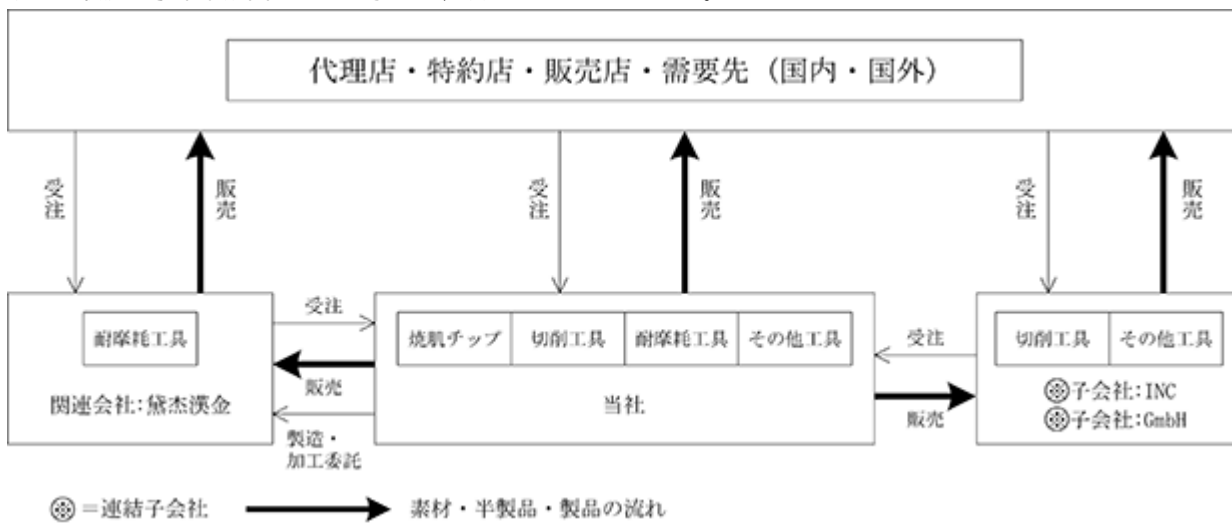 代理店・特約店・販売店・需要先（国内・国外）
受注
販売
受注
販売
受注
販売
耐摩耗工具
関連会社：黛杰漢金
受注
販売
製造・
加工委託
焼肌チップ
切削工具
耐摩耗工具
その他工具
当社
受注
販売
切削工具
その他工具
※子会社：INC
※子会社：GmbH
※＝連結子会社
素材・半製品・製品の流れ